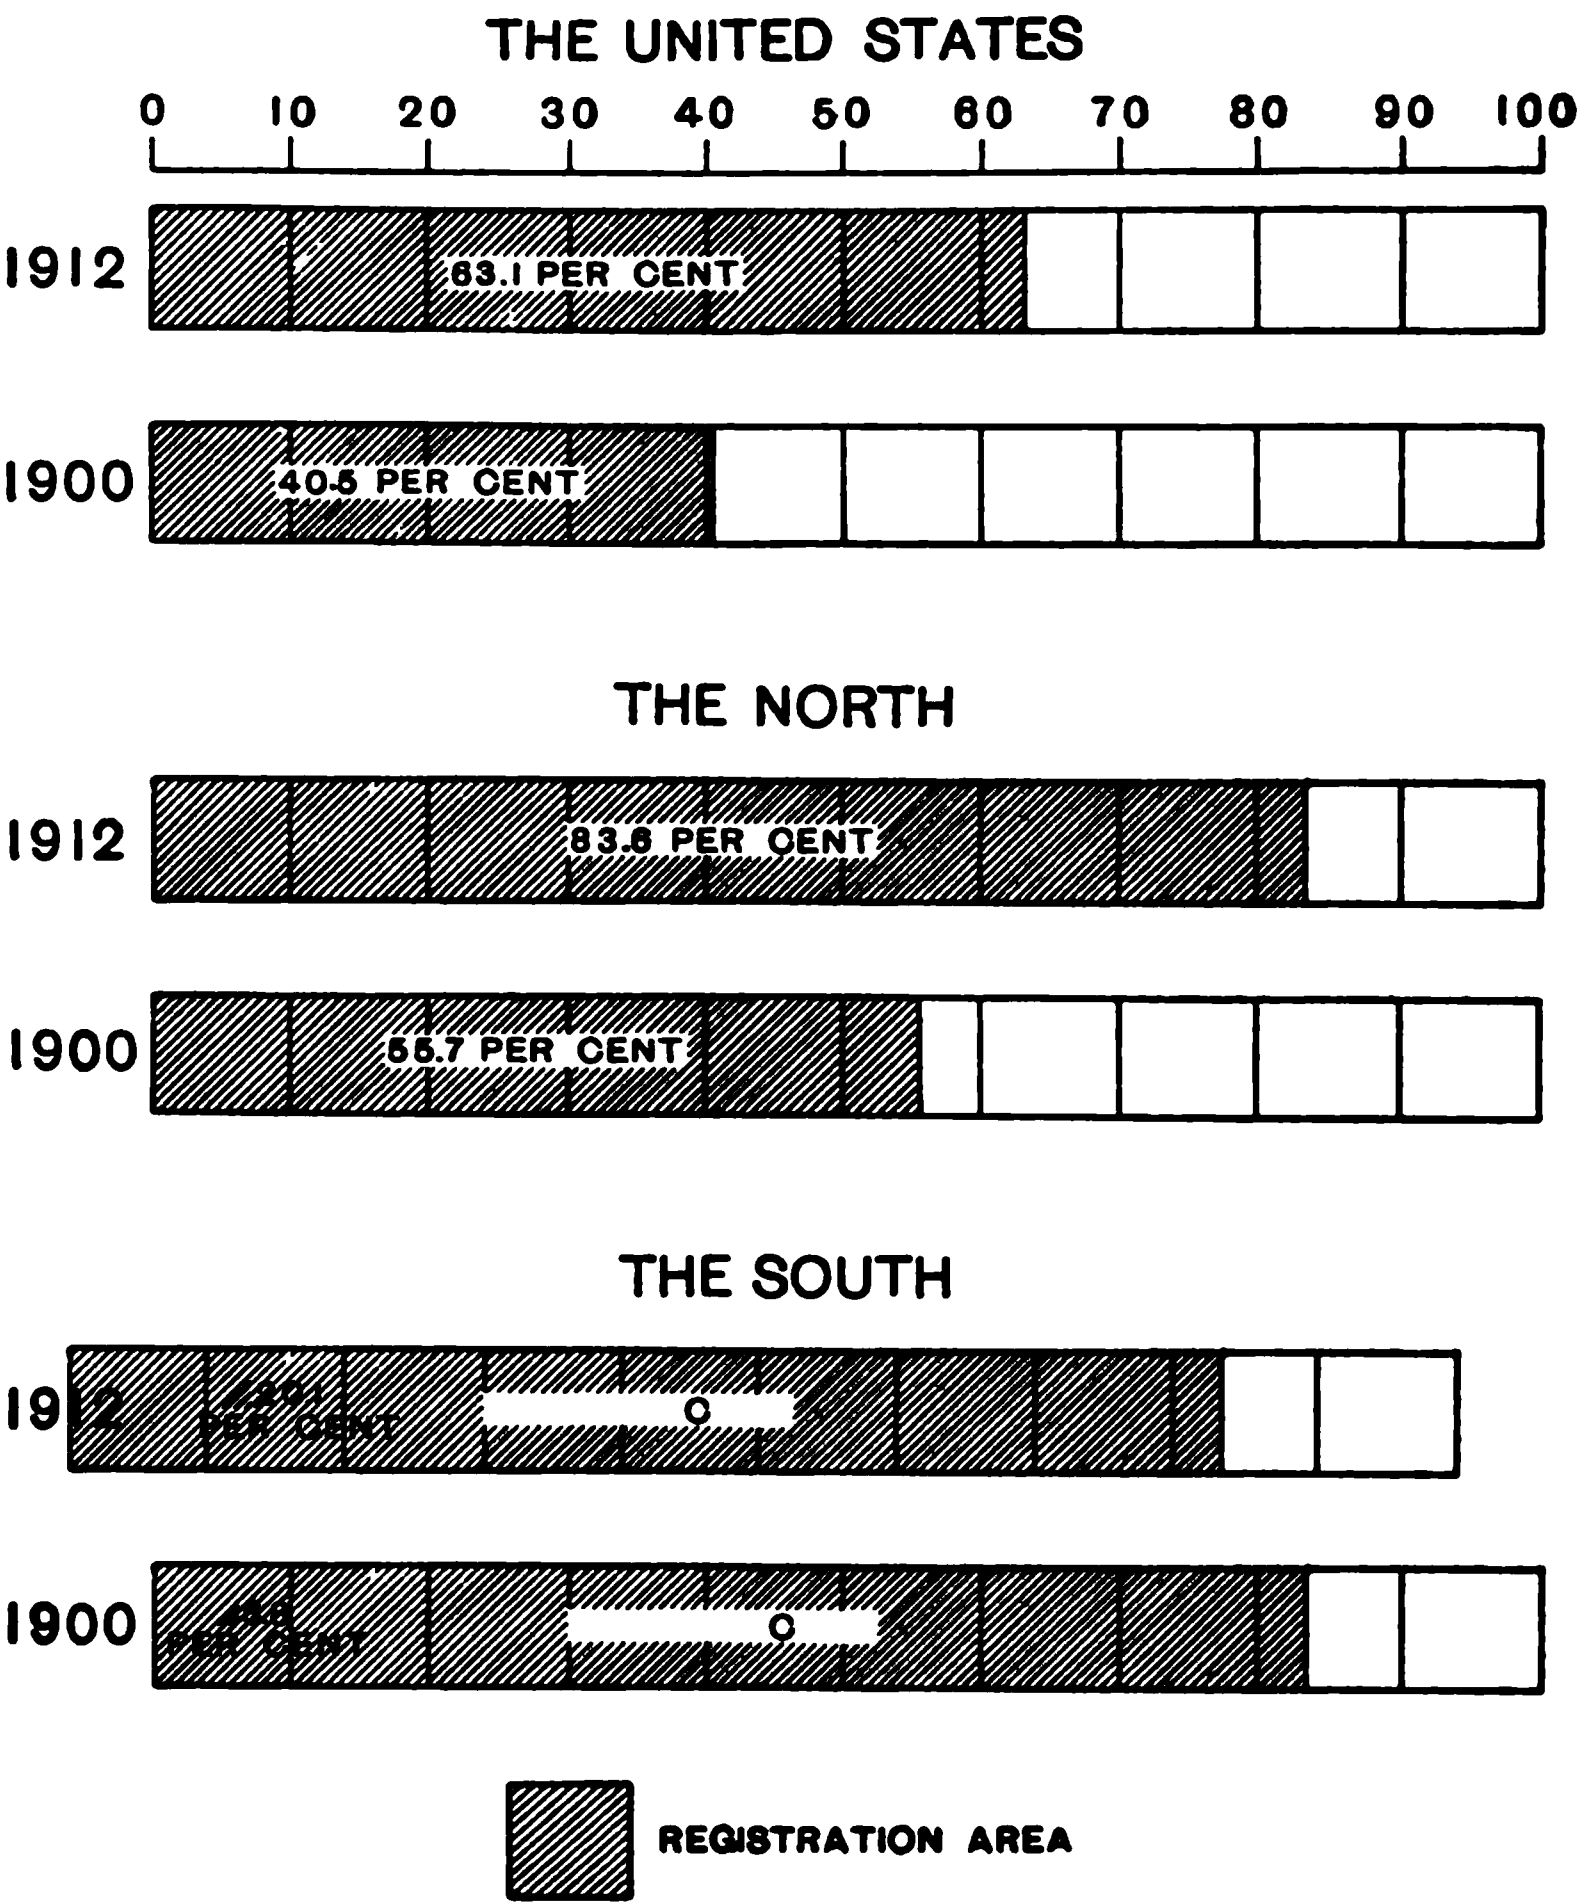 THE UNITED STATES
0 10 20 30 40 50 60 70 80 90 100
1912
63.1 PER CENT
1900
40.5 PER CENT
THE NORTH
1912
83.6 PER CENT
1900
55.7 PER CENT
THE SOUTH
1912
PER CENT
C
1900
PER CENT
C
REGISTRATION AREA